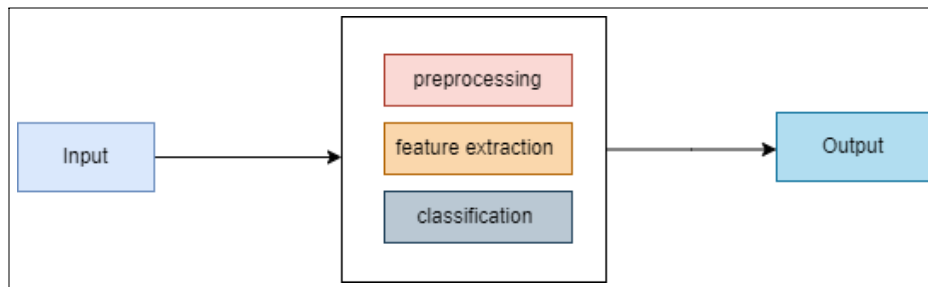 Input
preprocessing
feature extraction
classification
Output